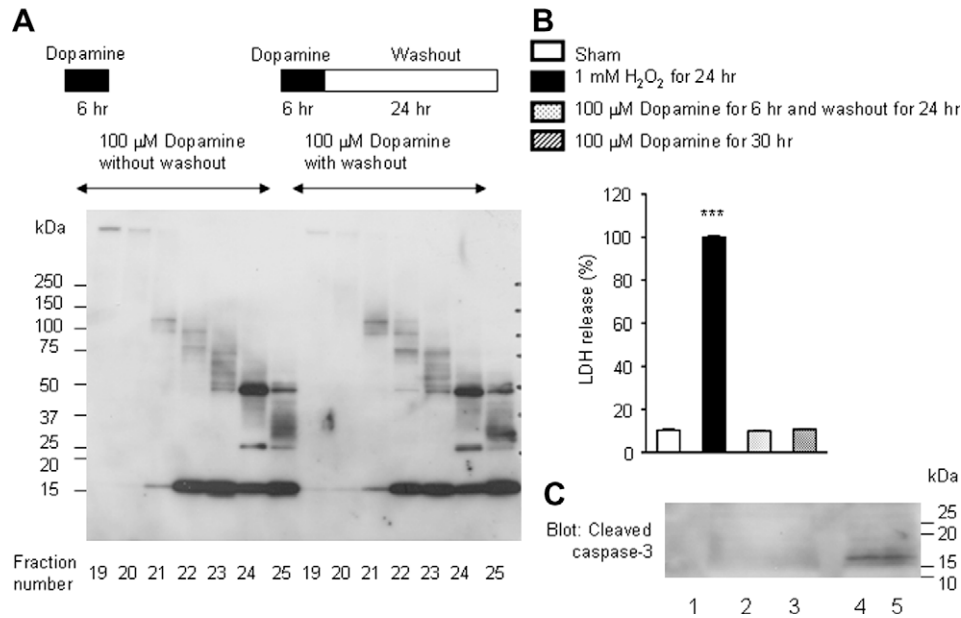 A
Dopamine
6 hr
Dopamine Washout
6 hr 24 hr
100 µM Dopamine
without washout
100 µM Dopamine
with washout
kDa
250
150
100
75
50
37
25
20
15
Fraction
number
19 20 21 22 23 24 25 19 20 21 22 23 24 25
B
Sham
1 mM H₂O₂ for 24 hr
100 µM Dopamine for 6 hr and washout for 24 hr
100 µM Dopamine for 30 hr
LDH release (%)
120
100
80
60
40
20
0
***
C
Blot: Cleaved
caspase-3
kDa
25
20
15
10
1 2 3 4 5